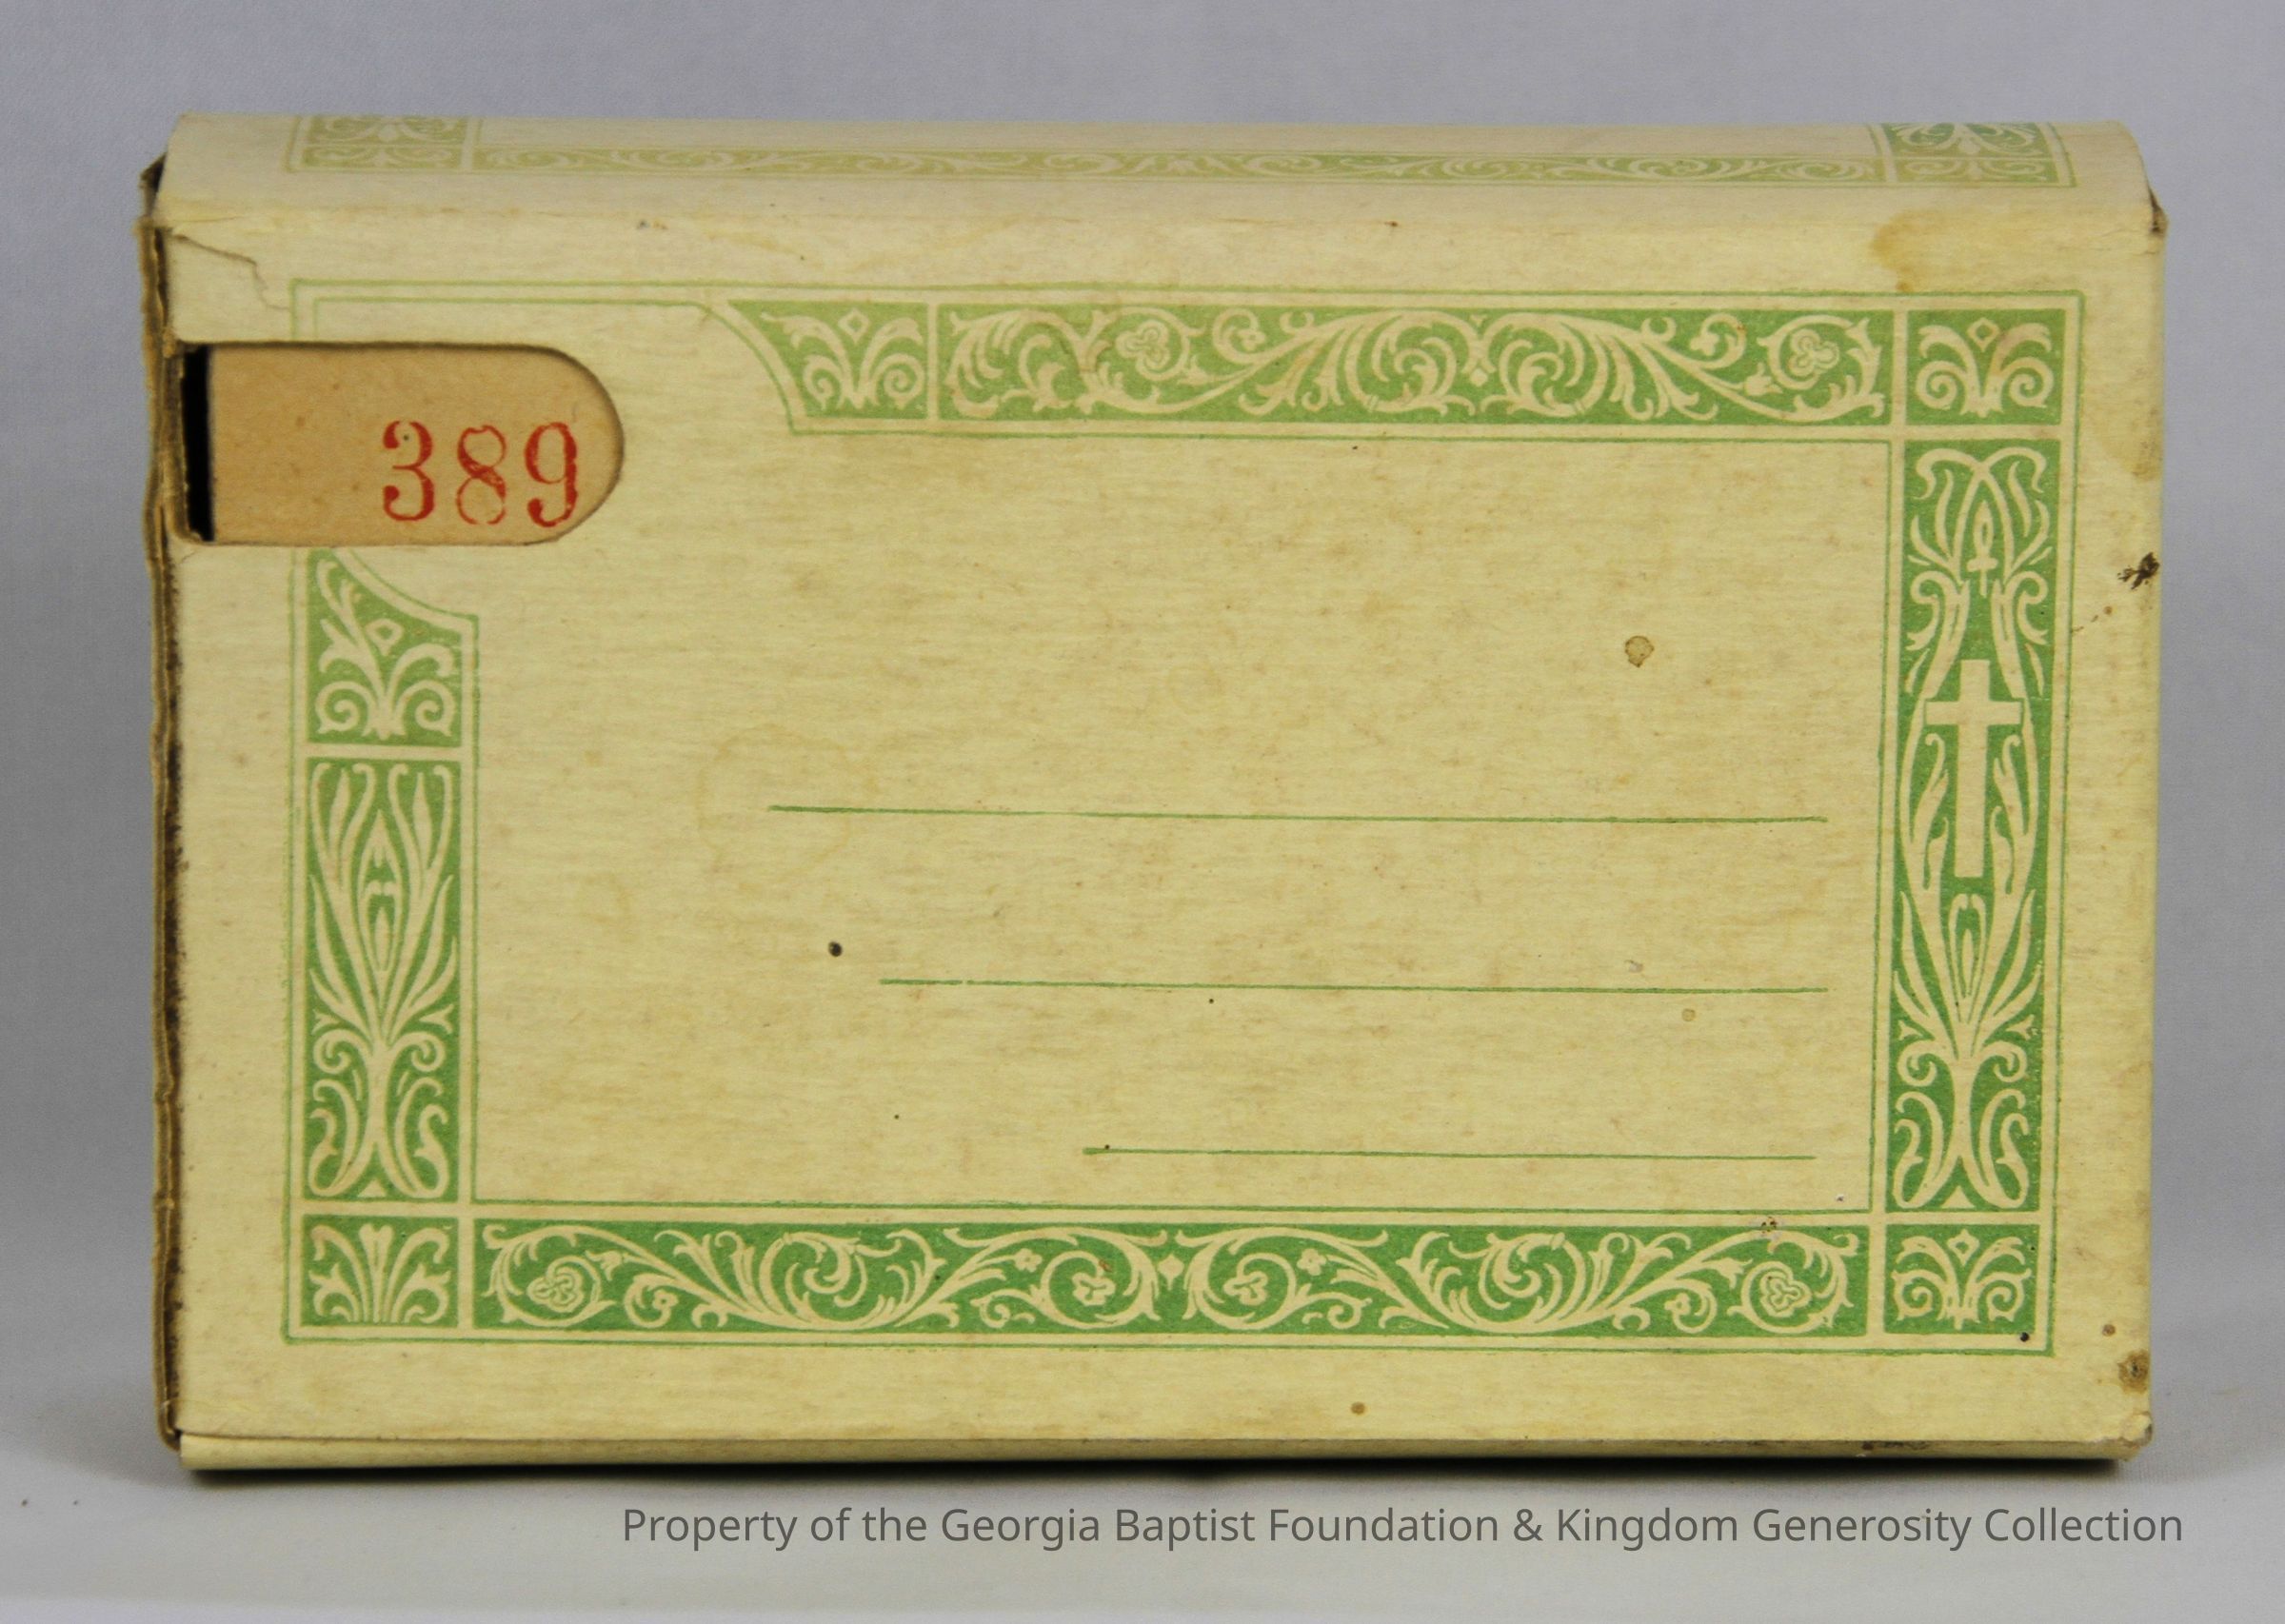 389
Property of the Georgia Baptist Foundation & Kingdom Generosity Collection